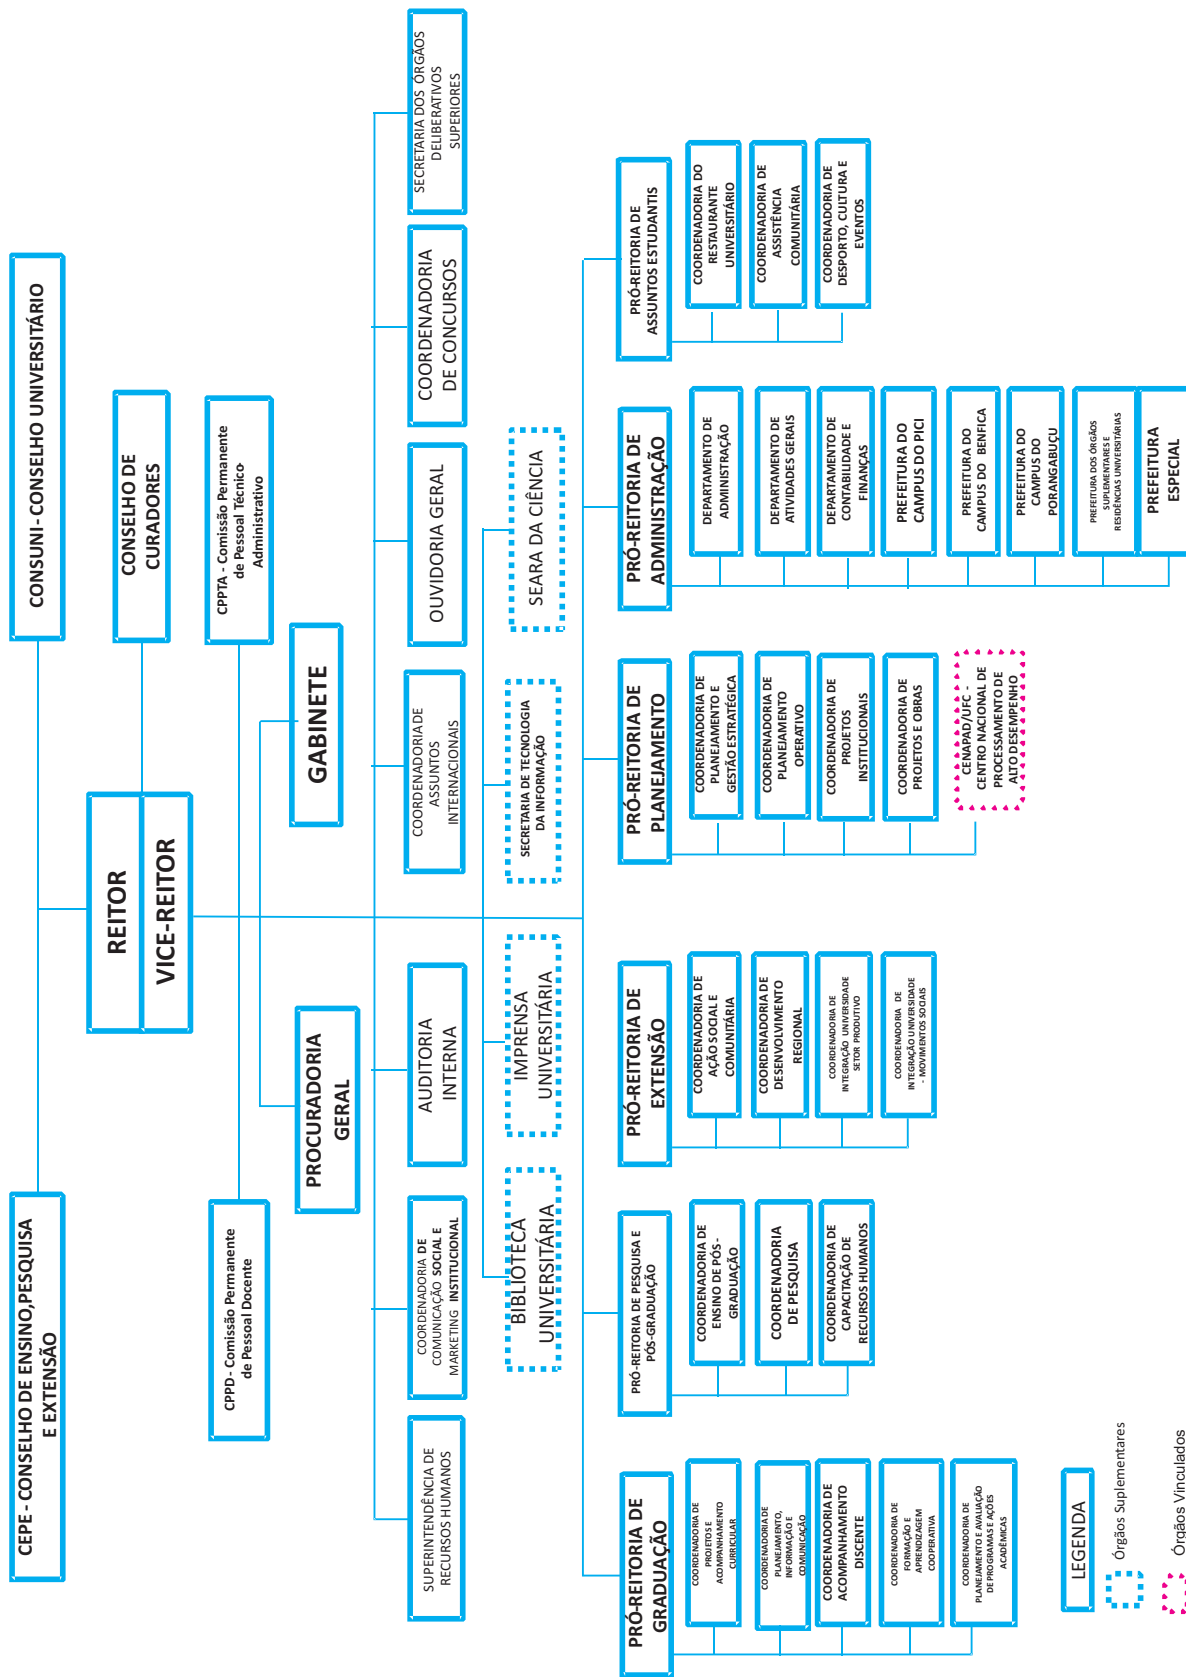 CEPE - CONSELHO DE ENSINO,PESQUISA
E EXTENSÃO
CONSUNI- CONSELHO UNIVERSITÁRIO
REITOR
VICE-REITOR
CONSELHO DE
CURADORES
CPPD - Comissão Permanente
de Pessoal Docente
CPPTA - Comissão Permanente
de Pessoal Técnico-
Administrativo
PROCURADORIA
GERAL
GABINETE
SUPERINTENDÊNCIA DE
RECURSOS HUMANOS
COORDENADORIA DE
COMUNICAÇÃO SOCIAL E
MARKETING INSTITUCIONAL
AUDITORIA
INTERNA
COORDENADORIA DE
ASSUNTOS
INTERNACIONAIS
OUVIDORIA GERAL
COORDENADORIA
DE CONCURSOS
SECRETARIA DOS ÓRGÃOS
DELIBERATIVOS
SUPERIORES
BIBLIOTECA
UNIVERSITÁRIA
IMPRENSA
UNIVERSITÁRIA
SECRETARIA DE TECNOLOGIA
DA INFORMAÇÃO
SEARA DA CIÊNCIA
PRÓ-REITORIA DE
GRADUAÇÃO
COORDENADORIA DE
PROJETOS E
ACOMPANHAMENTO
CURRICULAR
COORDENADORIA DE
PLANEJAMENTO,
INFORMAÇÃO E
COMUNICAÇÃO
COORDENADORIA DE
ACOMPANHAMENTO
DISCENTE
COORDENADORIA DE
FORMAÇÃO E
APRENDIZAGEM
COOPERATIVA
COORDENADORIA DE
PLANEJAMENTO E AVALIAÇÃO
DE PROGRAMAS E AÇÕES
ACADÊMICAS
PRÓ-REITORIA DE PESQUISA E
PÓS-GRADUAÇÃO
COORDENADORIA DE
ENSINO DE PÓS -
GRADUAÇÃO
COORDENADORIA
DE PESQUISA
COORDENADORIA DE
CAPACITAÇÃO DE
RECURSOS HUMANOS
PRÓ-REITORIA DE
EXTENSÃO
COORDENADORIA DE
AÇÃO SOCIAL E
COMUNITÁRIA
COORDENADORIA DE
DESENVOLVIMENTO
REGIONAL
COORDENADORIA DE
INTEGRAÇÃO UNIVERSIDADE
SETOR PRODUTIVO
COORDENADORIA DE
INTEGRAÇÃO UNIVERSIDADE
- MOVIMENTOS SOCIAIS
PRÓ-REITORIA DE
PLANEJAMENTO
COORDENADORIA DE
PLANEJAMENTO E
GESTÃO ESTRATÉGICA
COORDENADORIA DE
PLANEJAMENTO
OPERATIVO
COORDENADORIA DE
PROJETOS
INSTITUCIONAIS
COORDENADORIA DE
PROJETOS E OBRAS
CENAPAD/UFC -
CENTRO NACIONAL DE
PROCESSAMENTO DE
ALTO DESEMPENHO
PRÓ-REITORIA DE
ADMINISTRAÇÃO
DEPARTAMENTO DE
ADMINISTRAÇÃO
DEPARTAMENTO DE
ATIVIDADES GERAIS
DEPARTAMENTO DE
CONTABILIDADE E
FINANÇAS
PREFEITURA DO
CAMPUS DO PICI
PREFEITURA DO
CAMPUS DO BENFICA
PREFEITURA DO
CAMPUS DO
PORANGABUÇU
PREFEITURA DOS ÓRGÃOS
SUPLEMENTARES E
RESIDÊNCIAS UNIVERSITÁRIAS
PREFEITURA
ESPECIAL
PRÓ-REITORIA DE
ASSUNTOS ESTUDANTIS
COORDENADORIA DO
RESTAURANTE
UNIVERSITÁRIO
COORDENADORIA DE
ASSISTÊNCIA
COMUNITÁRIA
COORDENADORIA DE
DESPORTO, CULTURA E
EVENTOS
LEGENDA
Órgãos Suplementares
Órgãos Vinculados